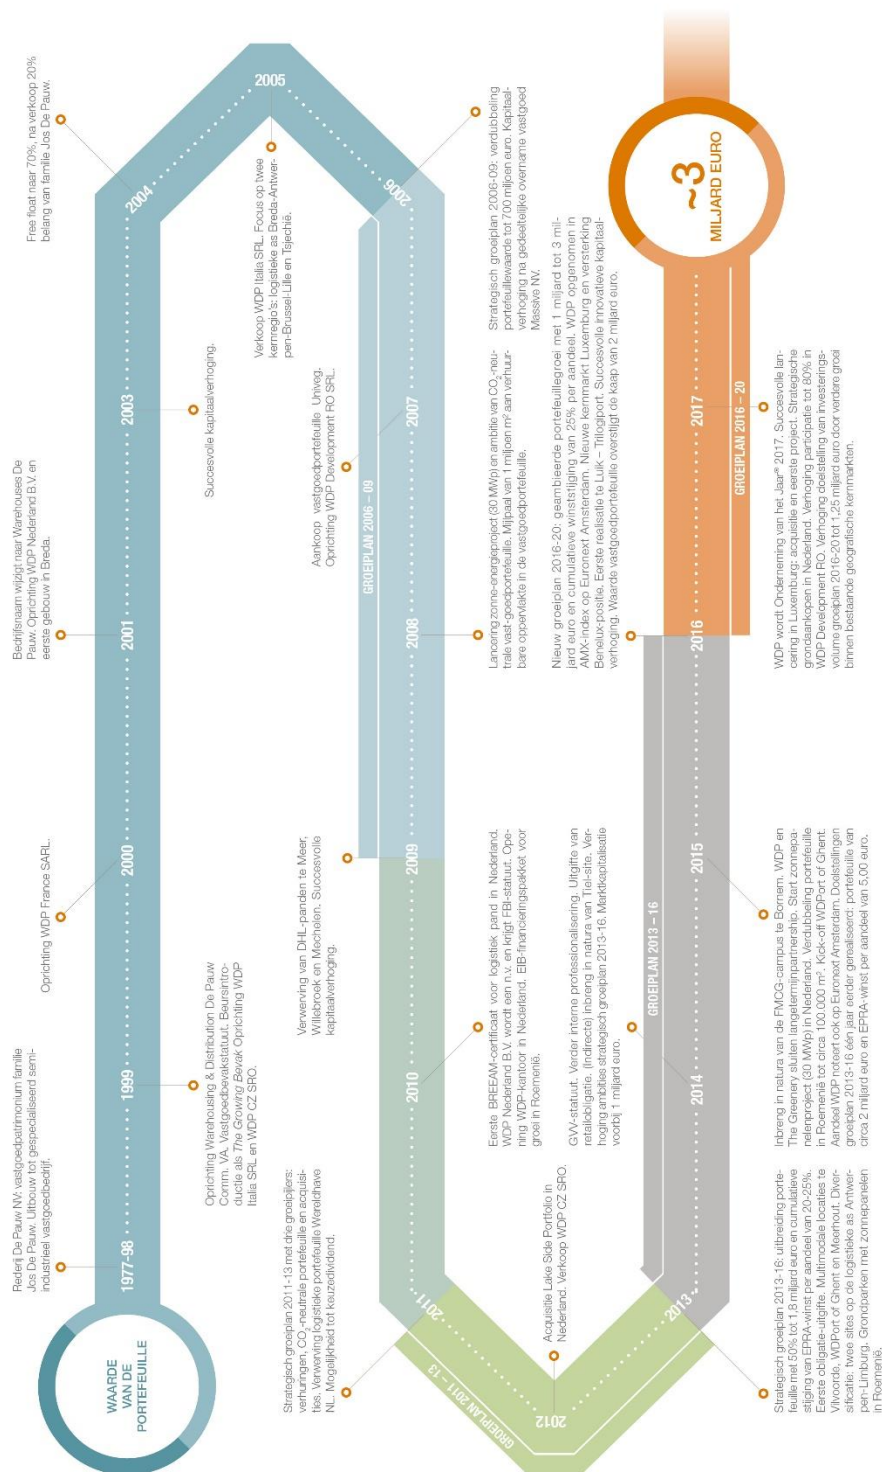 WAARDE
VAN DE
PORTEFEUILLE
1977-98
Rederij De Pauw NV: vastgoedpatrimonium familie
Jos De Pauw. Uitbouw tot gespecialiseerd semi-
industrieel vastgoedbedrijf.
1999
Oprichting Warehousing & Distribution De Pauw
Comm. VA. Vastgoedbevakstatuut. Beursintro-
ductie als The Growing Bevak Oprichting WDP
Italia SRL en WDP CZ SRO.
2000
Oprichting WDP France SARL.
2001
Bedrijfsnaam wijzigt naar Warehouses De
Pauw. Oprichting WDP Nederland B.V. en
eerste gebouw in Breda.
2003
Succesvolle kapitaalverhoging.
2004
Free float naar 70%, na verkoop 20%
belang van familie Jos De Pauw.
2005
Verkoop WDP Italia SRL. Focus op twee
kernregio's: logistieke as Breda-Antwer-
pen-Brussel-Lille en Tsjechië.
2006
Strategisch groeiplan 2006-09: verdubbeling
portefeuillewaarde tot 700 miljoen euro. Kapitaal-
verhoging na gedeeltelijke overname vastgoed
Massive NV.
GROEIPLAN 2006 – 09
2007
Aankoop vastgoedportefeuille Univeg.
Oprichting WDP Development RO SRL.
2008
Lancering zonne-energieproject (30 MWp) en ambitie van CO₂-neu-
trale vast-goedportefeuille. Mijlpaal van 1 miljoen m² aan verhuur-
bare oppervlakte in de vastgoedportefeuille.
2009
Verwerving van DHL-panden te Meer,
Willebroek en Mechelen. Succesvolle
kapitaalverhoging.
2010
Eerste BREEAM-certificaat voor logistiek pand in Nederland.
WDP Nederland B.V. wordt een n.v. en krijgt FBI-statuut. Ope-
ning WDP-kantoor in Nederland. EIB-financieringspakket voor
groei in Roemenië.
2011
Strategisch groeiplan 2011-13 met drie groeipijlers:
verhuringen, CO₂-neutrale portefeuille en acquisi-
ties. Verwerving logistieke portefeuille Wereldhave
NL. Mogelijkheid tot keuzedividend.
GROEIPLAN 2011 – 13
2012
Acquisitie Lake Side Portfolio in
Nederland. Verkoop WDP CZ SRO.
2013
Strategisch groeiplan 2013-16: uitbreiding porte-
feuille met 50% tot 1,8 miljard euro en cumulatieve
stijging van EPRA-winst per aandeel van 20-25%.
Eerste obligatie-uitgifte. Multimodale locaties te
Vilvoorde, WDPort of Ghent en Meerhout. Diver-
sificatie: twee sites op de logistieke as Antwer-
pen-Limburg. Grondparken met zonnepanelen
in Roemenië.
GROEIPLAN 2013 – 16
2014
GVV-statuut. Verder interne professionalisering. Uitgifte van
retailobligatie. (Indirecte) inbreng in natura van Tiel-site. Ver-
hoging ambities strategisch groeiplan 2013-16. Marktkapitalisatie
voorbij 1 miljard euro.
2015
Inbreng in natura van de FMCG-campus te Bornem. WDP en
The Greenery sluiten langetermijnpartnership. Start zonnepa-
nelenproject (30 MWp) in Nederland. Verdubbeling portefeuille
in Roemenië tot circa 100.000 m². Kick-off WDPort of Ghent.
Aandeel WDP noteert ook op Euronext Amsterdam. Doelstellingen
groeiplan 2013-16 één jaar eerder gerealiseerd: portefeuille van
circa 2 miljard euro en EPRA-winst per aandeel van 5,00 euro.
2016
Nieuw groeiplan 2016-20: geambieerde portefeuillegroei met 1 miljard tot 3 mil-
jard euro en cumulatieve winststijging van 25% per aandeel. WDP opgenomen in
AMX-index op Euronext Amsterdam. Nieuwe kernmarkt Luxemburg en versterking
Benelux-positie. Eerste realisatie te Luik – Trilogiport. Succesvolle innovatieve kapitaal-
verhoging. Waarde vastgoedportefeuille overstijgt de kaap van 2 miljard euro.
GROEIPLAN 2016 – 20
2017
WDP wordt Onderneming van het Jaar® 2017. Succesvolle lan-
cering in Luxemburg: acquisitie en eerste project. Strategische
grondaankopen in Nederland. Verhoging participatie tot 80% in
WDP Development RO. Verhoging doelstelling van investerings-
volume groeiplan 2016-20 tot 1,25 miljard euro door verdere groei
binnen bestaande geografische kernmarkten.
~3
MILJARD EURO